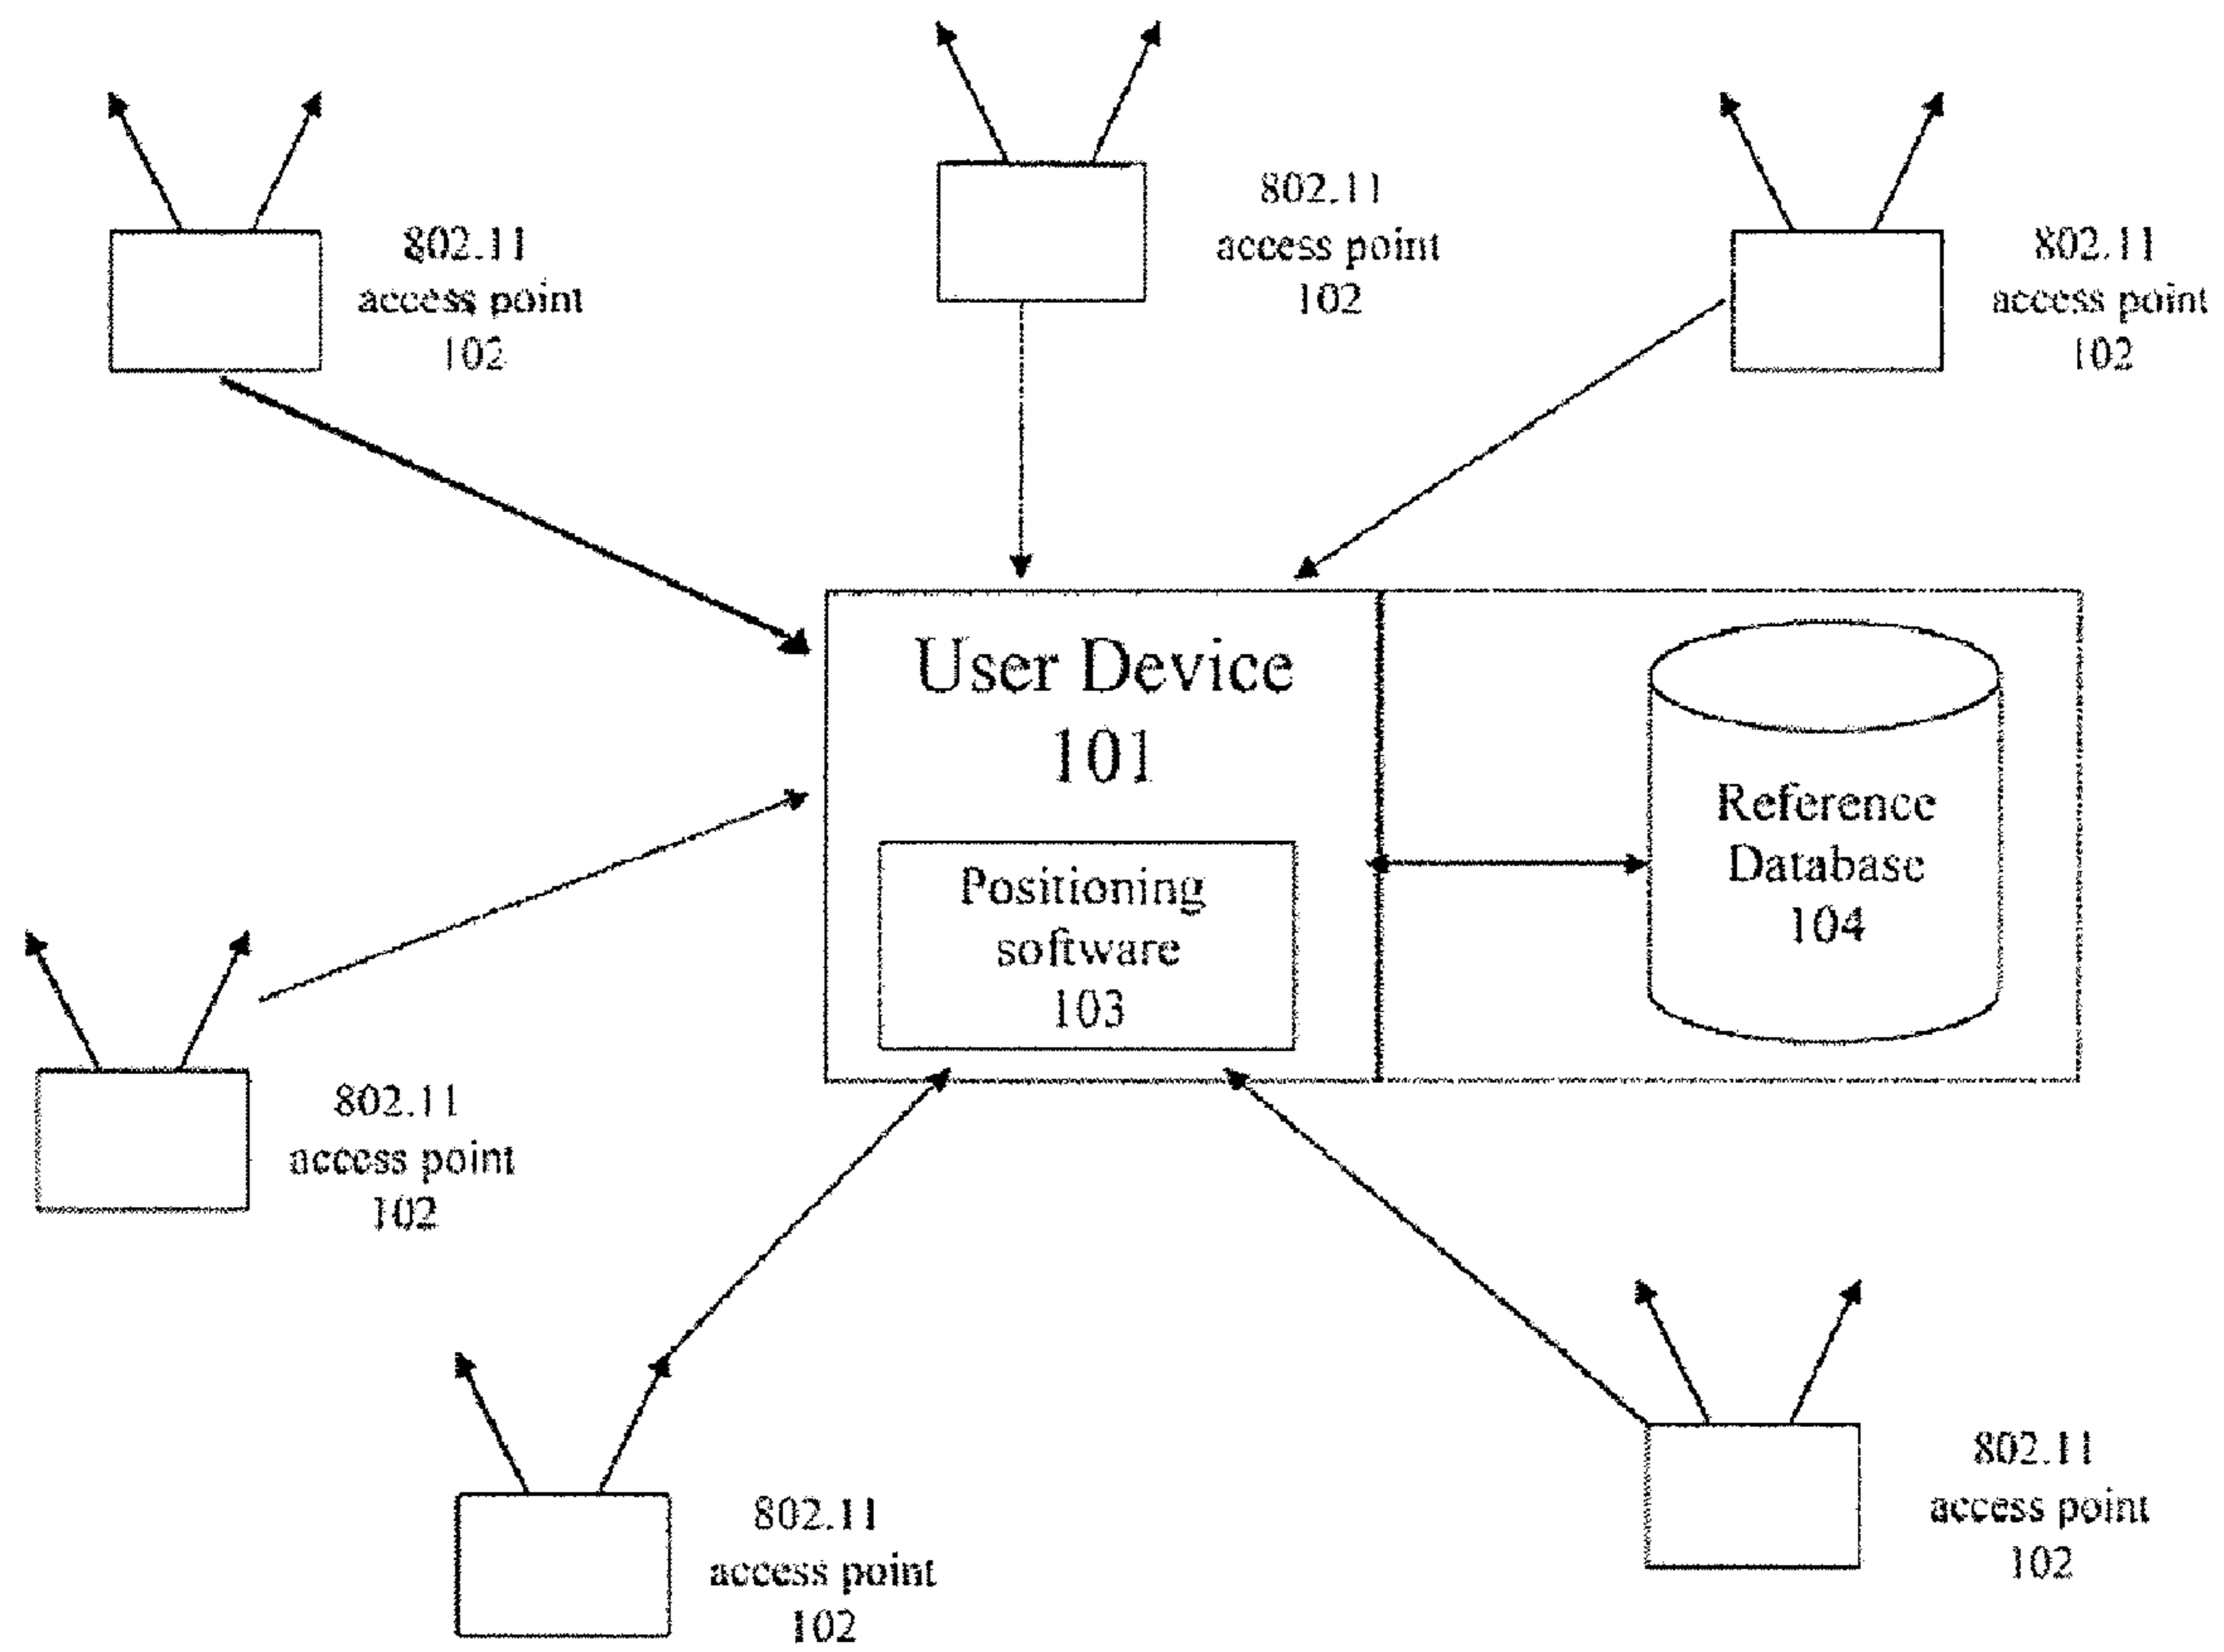 802.11
access point
102
802.11
access point
102
802.11
access point
102
User Device
101
Positioning
software
103
Reference
Database
104
802.11
access point
102
802.11
access point
102
802.11
access point
102